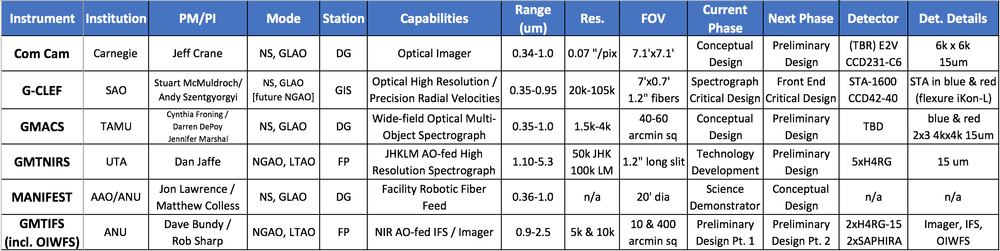 Instrument Institution PM/PI Mode Station Capabilities Range (um) Res. FOV Current Phase Next Phase Detector Det. Details
Com Cam Carnegie Jeff Crane NS, GLAO DG Optical Imager 0.34-1.0 0.07 "/pix 7.1'x7.1' Conceptual Design Preliminary Design (TBR) E2V CCD231-C6 6k x 6k 15um
G-CLEF SAO Stuart McMuldroch/ Andy Szentgyorgyi NS, GLAO [future NGAO] GIS Optical High Resolution / Precision Radial Velocities 0.35-0.95 20k-105k 7'x0.7' 1.2" fibers Spectrograph Critical Design Front End Critical Design STA-1600 CCD42-40 STA in blue & red (flexure iKon-L)
GMACS TAMU Cynthia Froning / Darren DePoy Jennifer Marshal NS, GLAO DG Wide-field Optical Multi-Object Spectrograph 0.35-1.0 1.5k-4k 40-60 arcmin sq Conceptual Design Preliminary Design TBD blue & red 2x3 4kx4k 15um
GMTNIRS UTA Dan Jaffe NGAO, LTAO FP JHKLM AO-fed High Resolution Spectrograph 1.10-5.3 50k JHK 100k LM 1.2" long slit Technology Development Preliminary Design 5xH4RG 15 um
MANIFEST AAO/ANU Jon Lawrence / Matthew Colless NS, GLAO DG Facility Robotic Fiber Feed 0.36-1.0 n/a 20' dia Science Demonstrator Conceptual Design n/a n/a
GMTIFS (incl. OIWFS) ANU Dave Bundy / Rob Sharp NGAO, LTAO FP NIR AO-fed IFS / Imager 0.9-2.5 5k & 10k 10 & 400 arcmin sq Preliminary Design Pt. 1 Preliminary Design Pt. 2 2xH4RG-15 2xSAPHIRA Imager, IFS, OIWFS